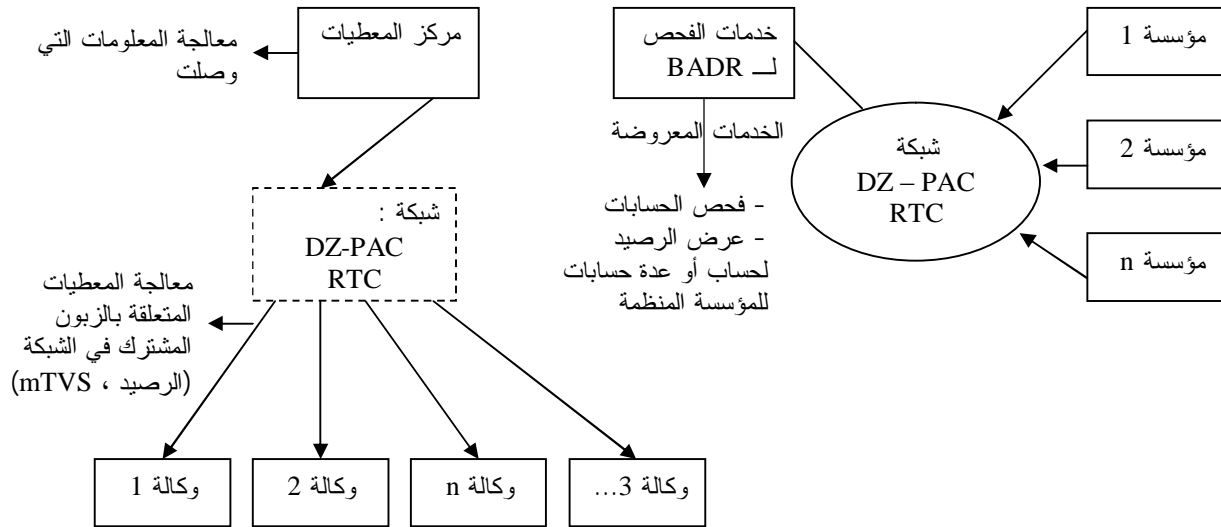 مؤسسة 1
مؤسسة 2
مؤسسة n
شبكة
DZ – PAC
RTC
خدمات الفحص
لـــ BADR
الخدمات المعروضة
- فحص الحسابات
- عرض الرصيد
لحساب أو عدة حسابات
للمؤسسة المنظمة
مركز المعطيات
معالجة المعلومات التي
وصلت
شبكة :
DZ-PAC
RTC
معالجة المعطيات
المتعلقة بالزبون
المشترك في الشبكة
(الرصيد ، mTVS)
وكالة 1
وكالة 2
وكالة n
وكالة 3...